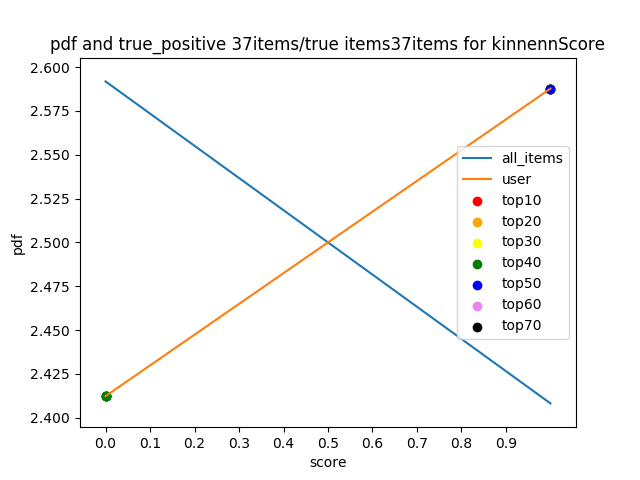 pdf and true_positive 37items/true items37items for kinnennScore
2.600
2.575
2.550
2.525
2.500
2.475
2.450
2.425
2.400
pdf
all_items
user
top10
top20
top30
top40
top50
top60
top70
0.0 0.1 0.2 0.3 0.4 0.5 0.6 0.7 0.8 0.9
score